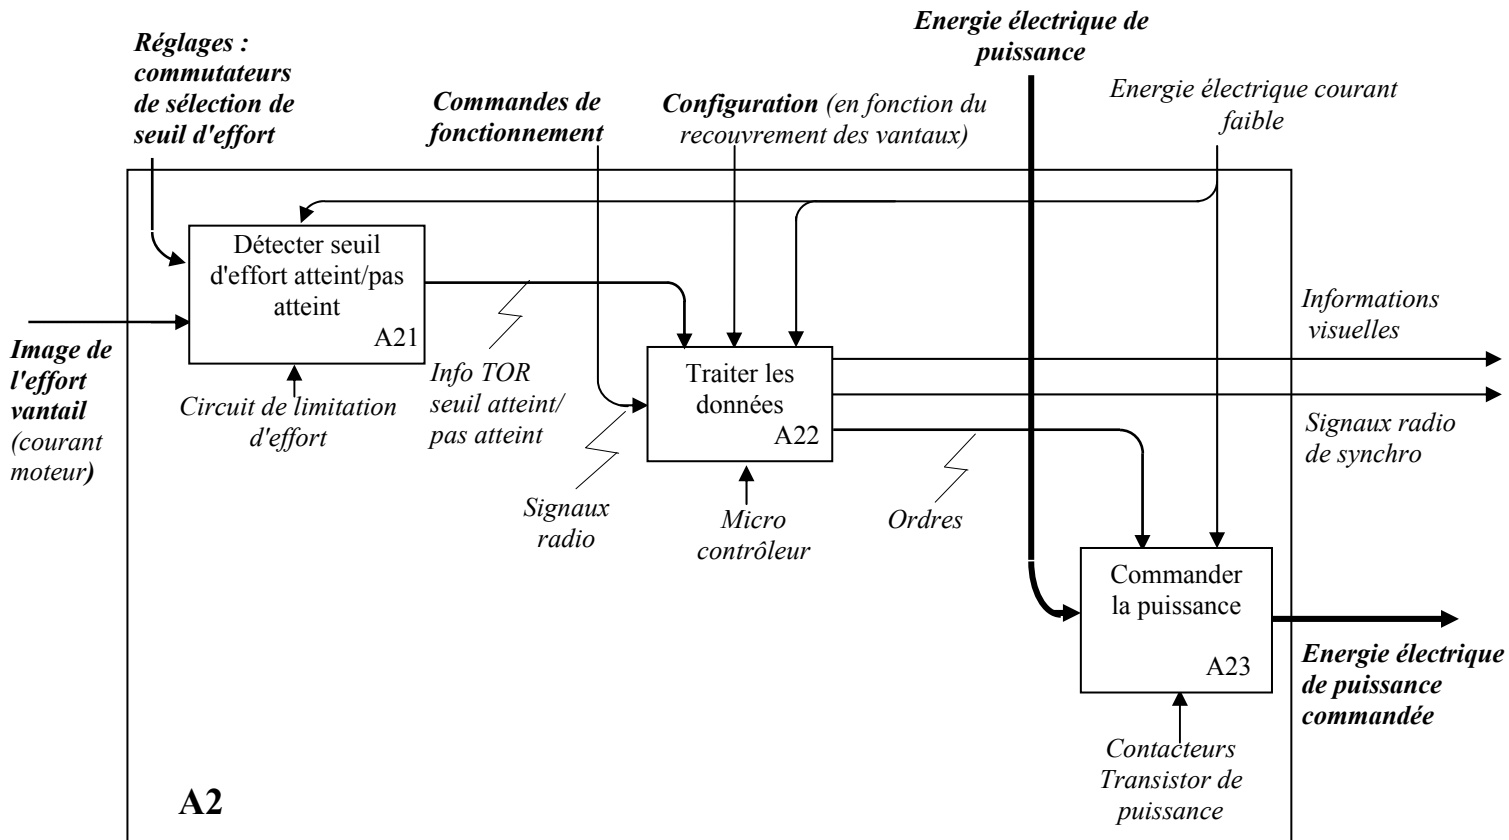 Energie électrique de
puissance
Réglages :
commutateurs
de sélection de
seuil d'effort
Commandes de
fonctionnement
Configuration (en fonction du
recouvrement des vantaux)
Energie électrique courant
faible
Détecter seuil
d'effort atteint/pas
atteint
A21
Image de
l'effort
vantail
(courant
moteur)
Circuit de limitation
d'effort
Info TOR
seuil atteint/
pas atteint
Traiter les
données
A22
Informations
visuelles
Signaux radio
de synchro
Signaux
radio
Micro
contrôleur
Ordres
Commander
la puissance
A23
Energie électrique
de puissance
commandée
Contacteurs
Transistor de
puissance
A2